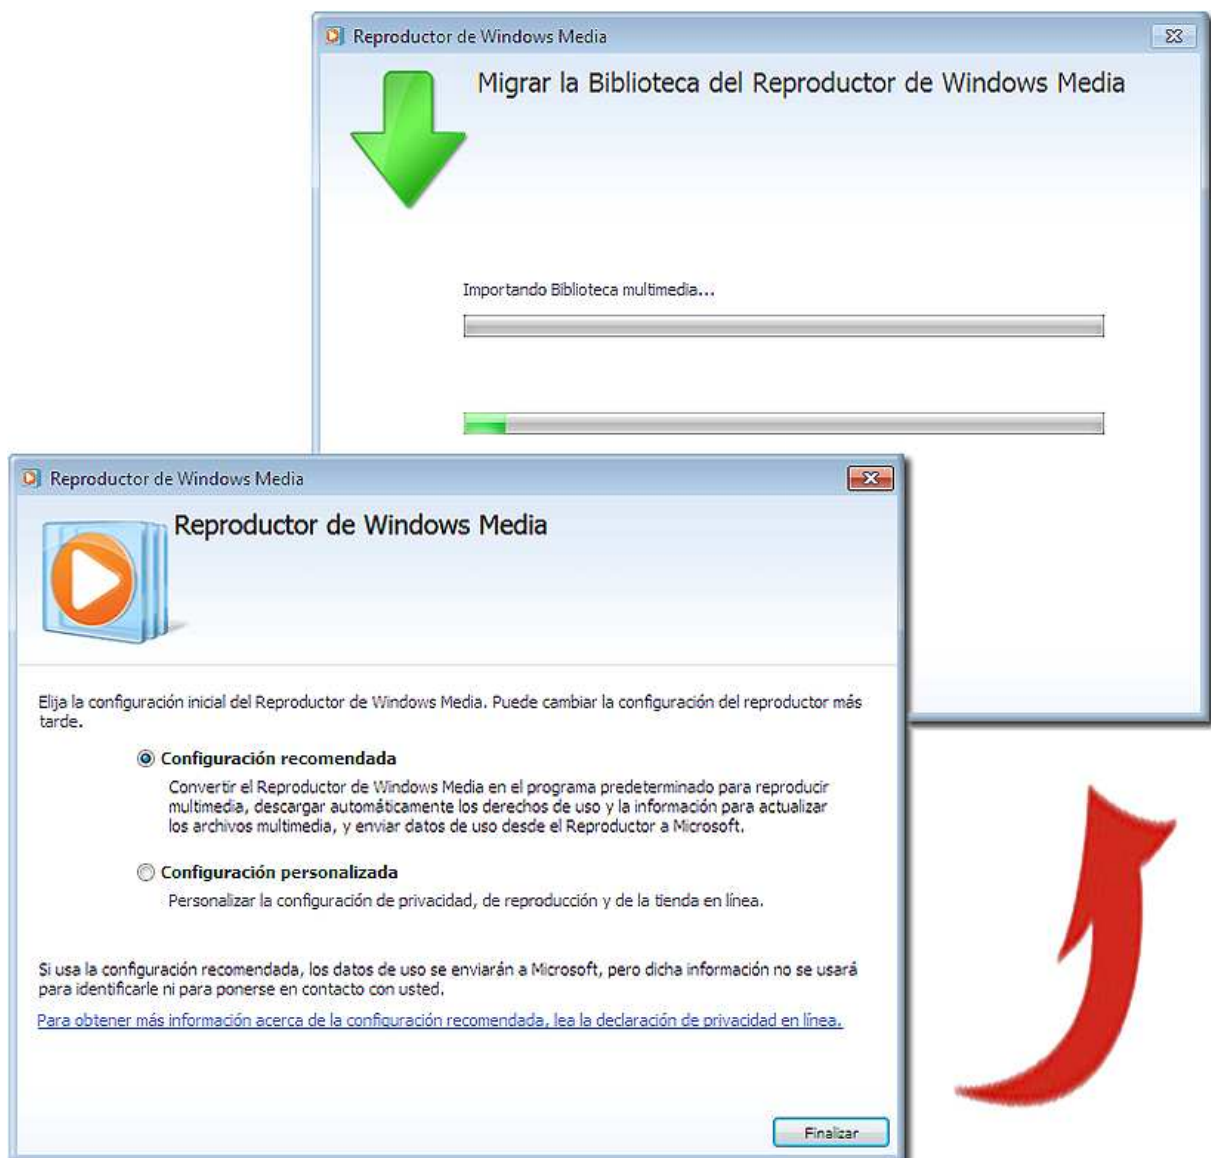 Reproductor de Windows Media
Migrar la Biblioteca del Reproductor de Windows Media
Importando Biblioteca multimedia...
Reproductor de Windows Media
Reproductor de Windows Media
Elija la configuración inicial del Reproductor de Windows Media. Puede cambiar la configuración del reproductor más
tarde.
Configuración recomendada
Convertir el Reproductor de Windows Media en el programa predeterminado para reproducir
multimedia, descargar automáticamente los derechos de uso y la información para actualizar
los archivos multimedia, y enviar datos de uso desde el Reproductor a Microsoft.
Configuración personalizada
Personalizar la configuración de privacidad, de reproducción y de la tienda en línea.
Si usa la configuración recomendada, los datos de uso se enviarán a Microsoft, pero dicha información no se usará
para identificarle ni para ponerse en contacto con usted.
Para obtener más información acerca de la configuración recomendada, lea la declaración de privacidad en línea.
Finalizar